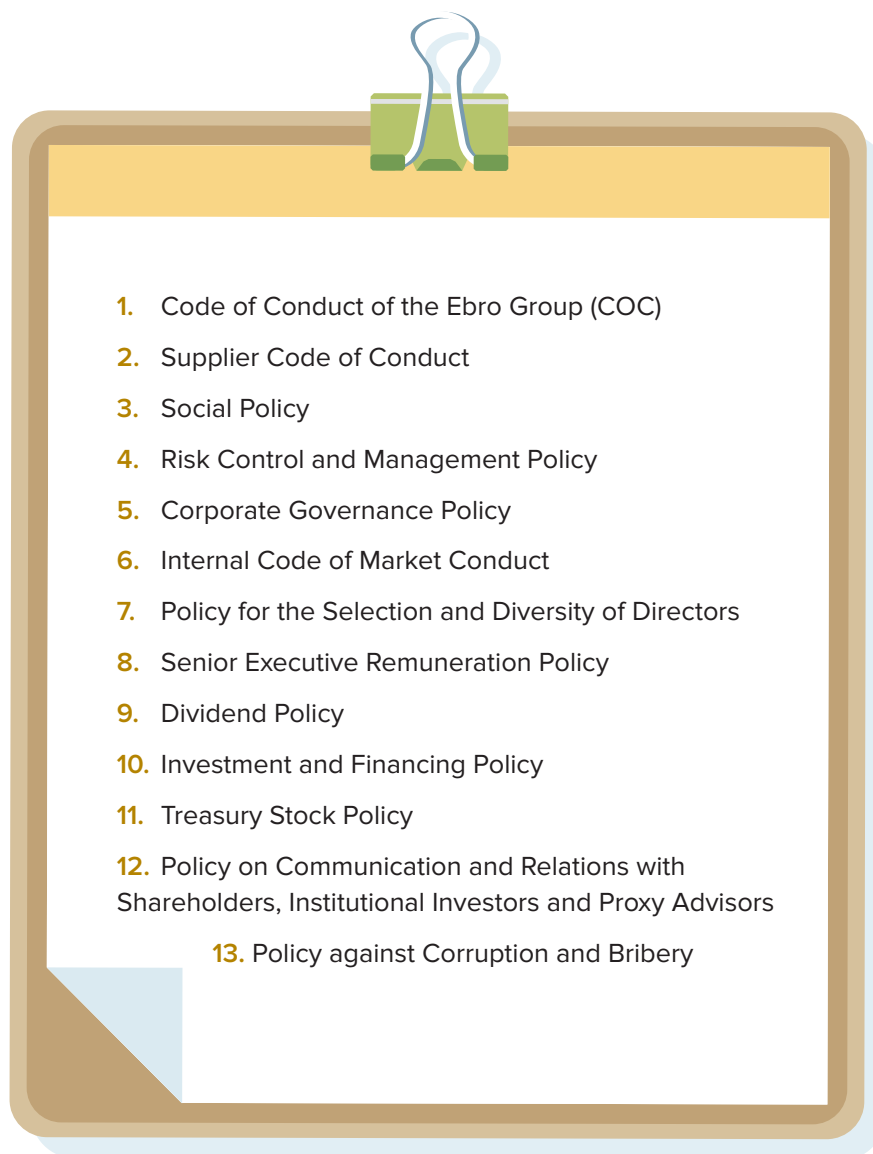 1. Code of Conduct of the Ebro Group (COC)
2. Supplier Code of Conduct
3. Social Policy
4. Risk Control and Management Policy
5. Corporate Governance Policy
6. Internal Code of Market Conduct
7. Policy for the Selection and Diversity of Directors
8. Senior Executive Remuneration Policy
9. Dividend Policy
10. Investment and Financing Policy
11. Treasury Stock Policy
12. Policy on Communication and Relations with
Shareholders, Institutional Investors and Proxy Advisors
13. Policy against Corruption and Bribery